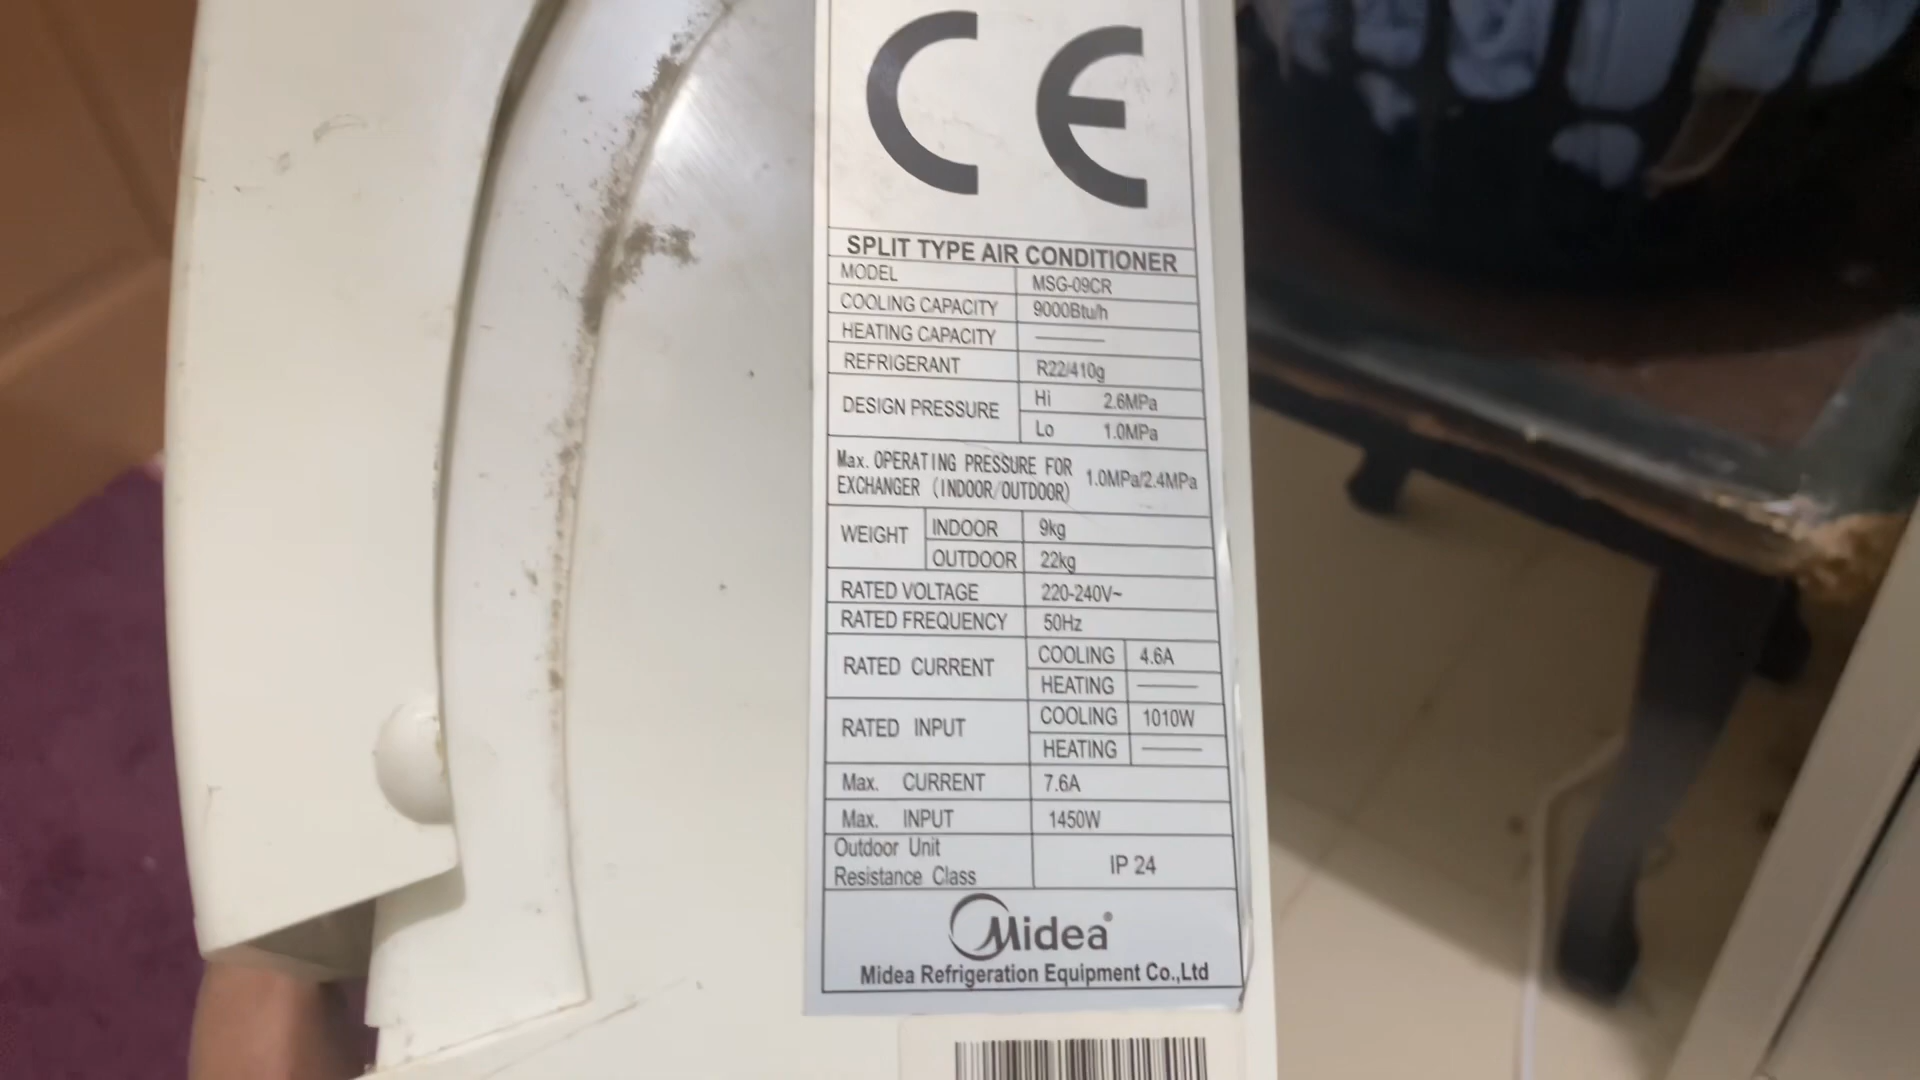 CE
SPLIT TYPE AIR CONDITIONER
MODEL MSG-09CR
COOLING CAPACITY 9000Btu/h
HEATING CAPACITY ———
REFRIGERANT R22/410g
DESIGN PRESSURE Hi 2.6MPa
Lo 1.0MPa
Max. OPERATING PRESSURE FOR
EXCHANGER (INDOOR/OUTDOOR) 1.0MPa/2.4MPa
WEIGHT INDOOR 9kg
OUTDOOR 22kg
RATED VOLTAGE 220-240V~
RATED FREQUENCY 50Hz
RATED CURRENT COOLING 4.6A
HEATING ———
RATED INPUT COOLING 1010W
HEATING ———
Max. CURRENT 7.6A
Max. INPUT 1450W
Outdoor Unit
Resistance Class IP 24
Midea®
Midea Refrigeration Equipment Co.,Ltd